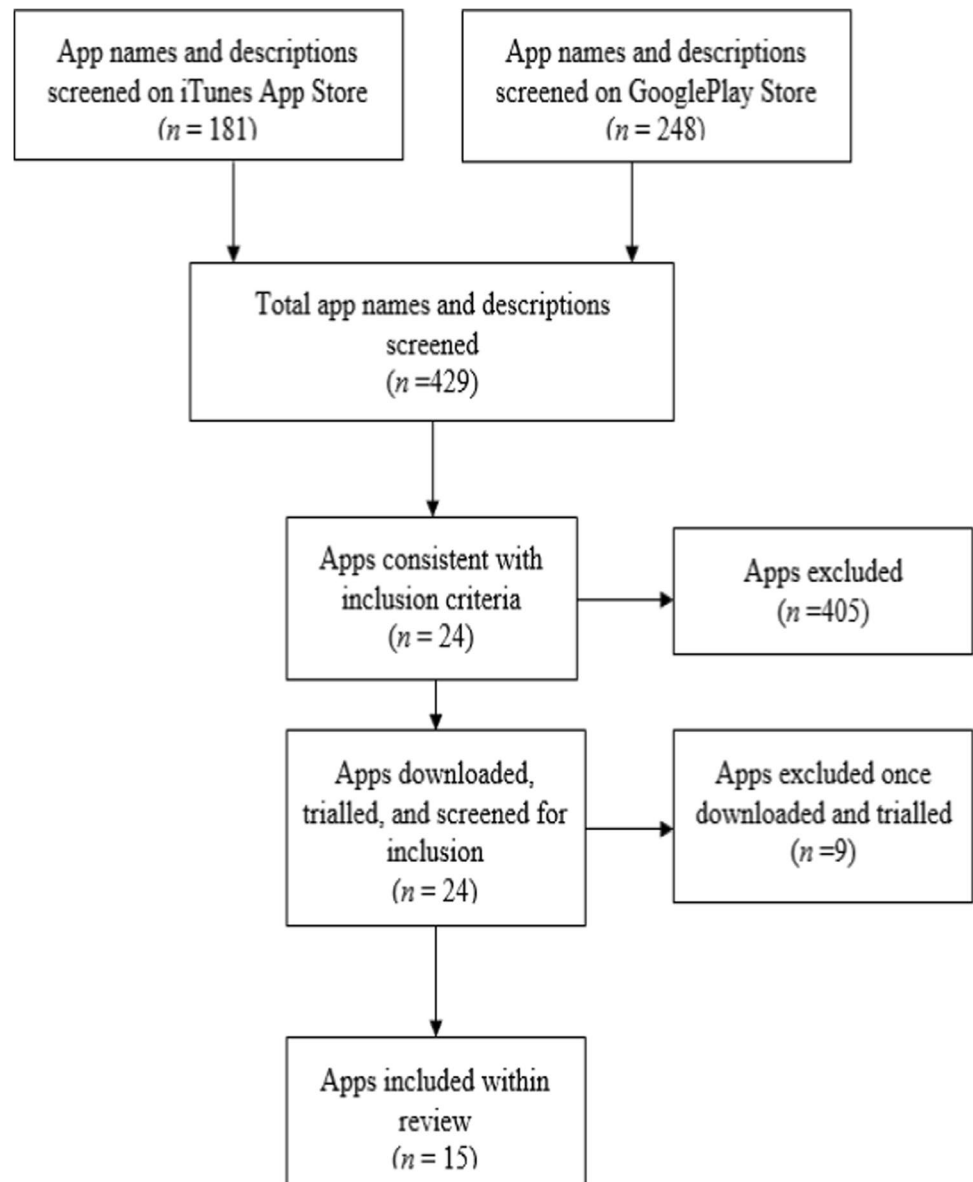 App names and descriptions
screened on iTunes App Store
(n = 181)
App names and descriptions
screened on GooglePlay Store
(n = 248)
Total app names and descriptions
screened
(n =429)
Apps consistent with
inclusion criteria
(n = 24)
Apps excluded
(n =405)
Apps downloaded,
trialled, and screened for
inclusion
(n = 24)
Apps excluded once
downloaded and trialled
(n =9)
Apps included within
review
(n = 15)